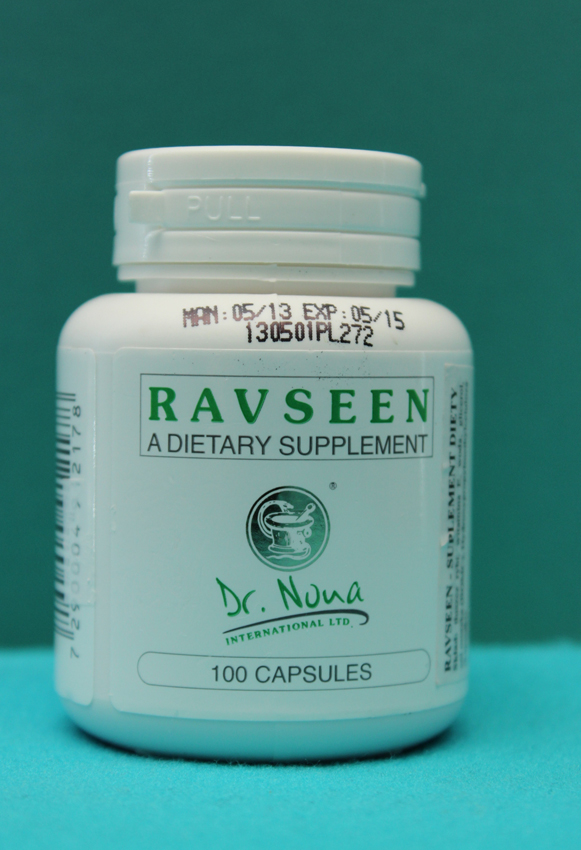 PULL
MAN:05/13 EXP:05/15
130501PL272
RAVSEEN
A DIETARY SUPPLEMENT
®
Dr. Nona
INTERNATIONAL LTD.
100 CAPSULES
RAVSEEN - SUPLEMENT DIETY